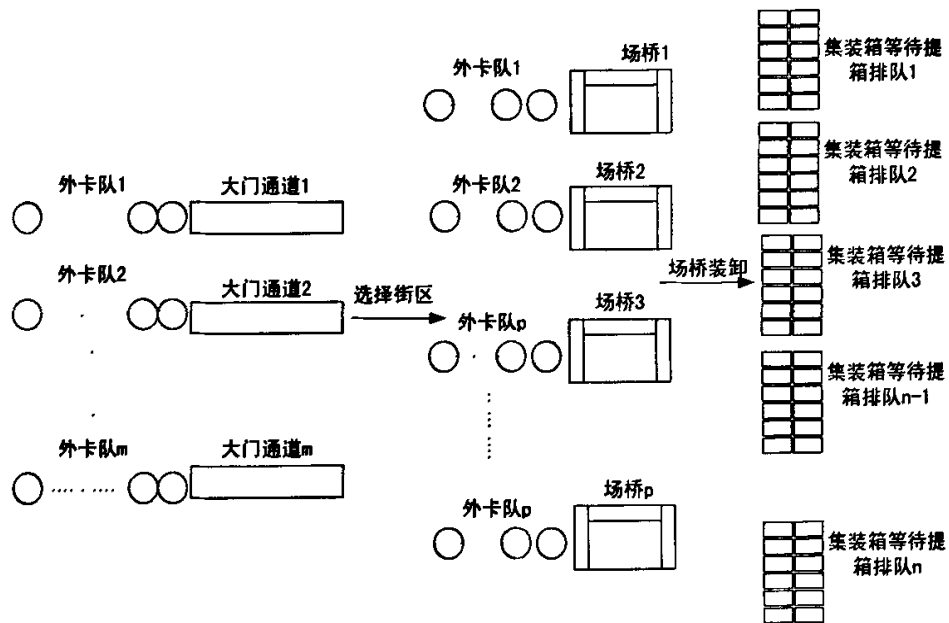 外卡队1
大门通道1
外卡队2
大门通道2
外卡队m
大门通道m
选择街区
外卡队1
场桥1
外卡队2
场桥2
外卡队p
场桥3
外卡队p
场桥p
场桥装卸
集装箱等待提
箱排队1
集装箱等待提
箱排队2
集装箱等待提
箱排队3
集装箱等待提
箱排队n-1
集装箱等待提
箱排队n